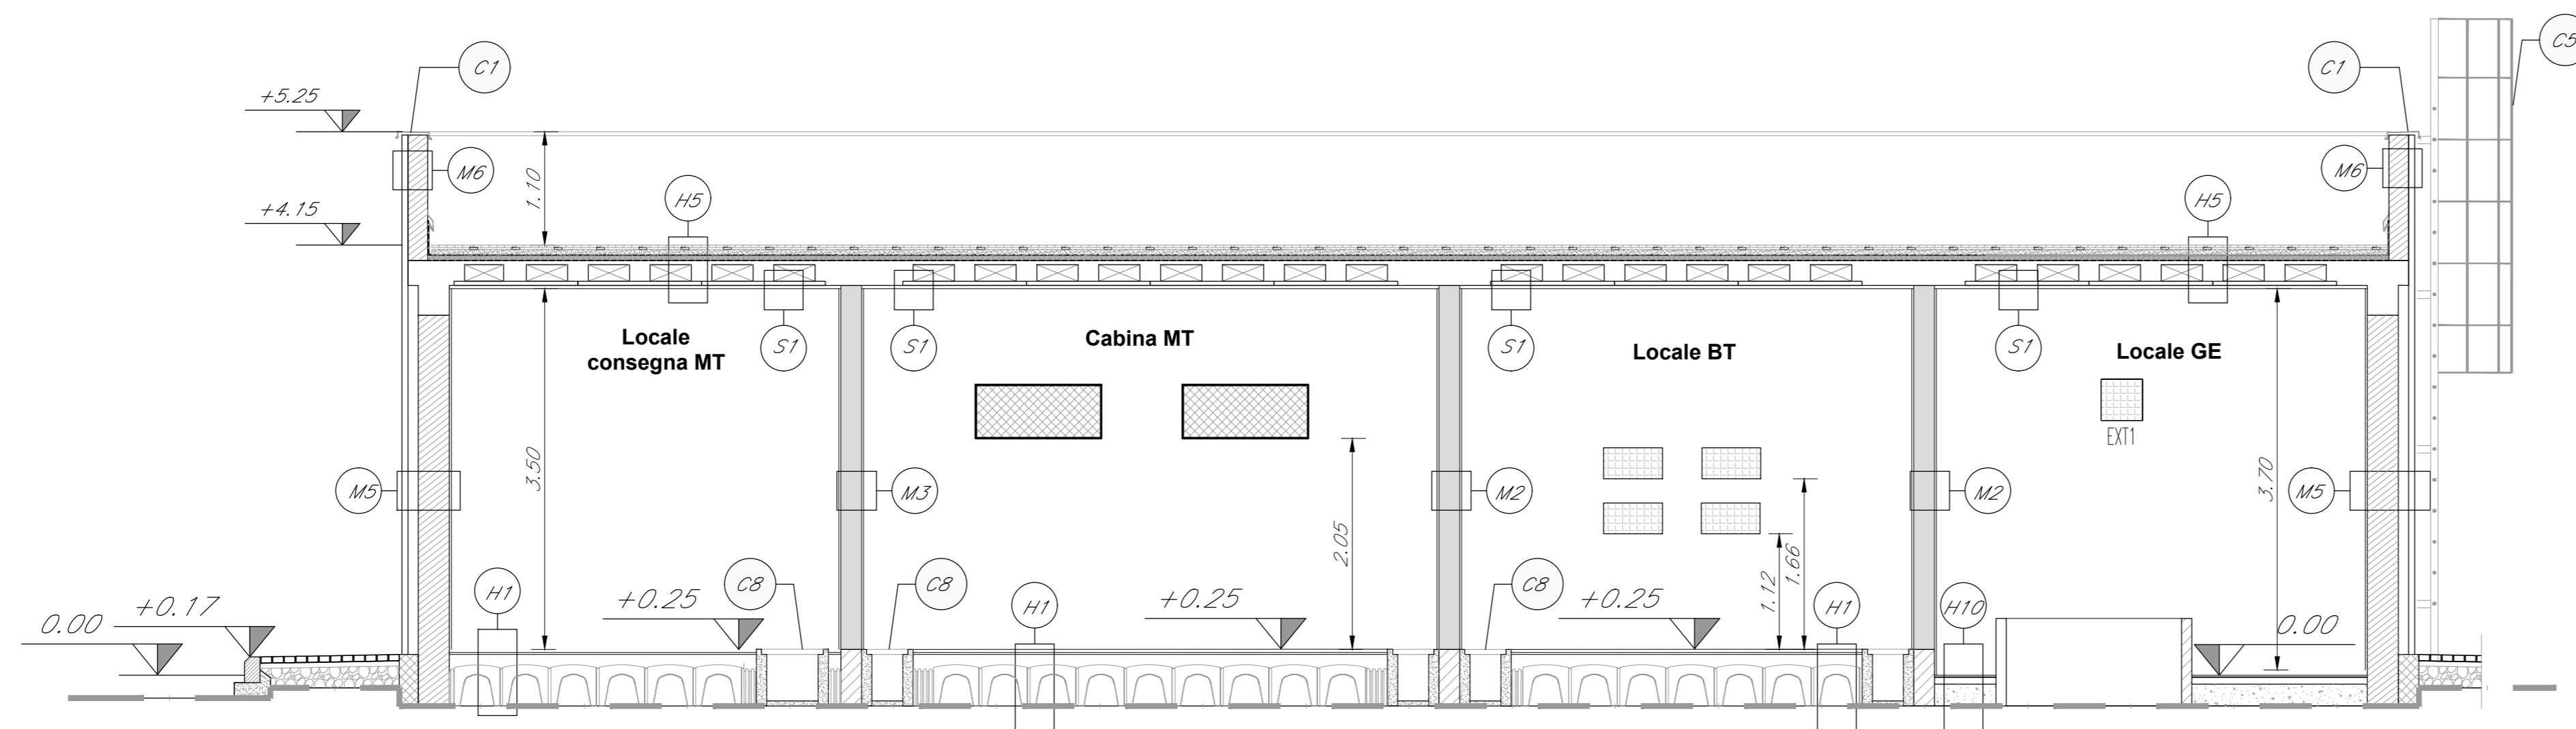 C1
C1
C5
+5.25
M6
1.10
M6
+4.15
H5
H5
Locale
consegna MT
S1
S1
Cabina MT
S1
Locale BT
S1
Locale GE
EXT1
3.50
3.70
M5
M3
M2
M2
M5
2.05
1.66
1.12
0.00
+0.17
H1
+0.25
C8
C8
H1
+0.25
C8
+0.25
H1
H10
0.00